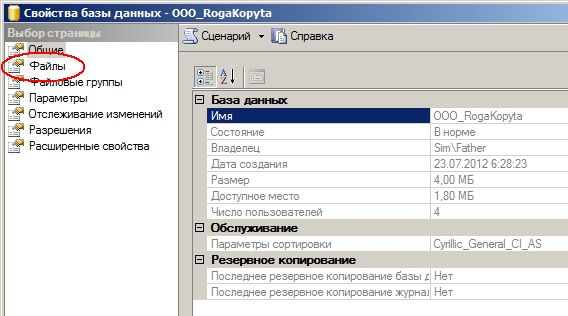 Свойства базы данных - OOO_RogaKopyta
Выбор страницы
Общие
Файлы
Файловые группы
Параметры
Отслеживание изменений
Разрешения
Расширенные свойства
Сценарий
Справка
База данных
Имя OOO_RogaKopyta
Состояние В норме
Владелец Sim\Father
Дата создания 23.07.2012 6:28:23
Размер 4,00 МБ
Доступное место 1,80 МБ
Число пользователей 4
Обслуживание
Параметры сортировки Cyrillic_General_CI_AS
Резервное копирование
Последнее резервное копирование базы д Нет
Последнее резервное копирование журнал Нет